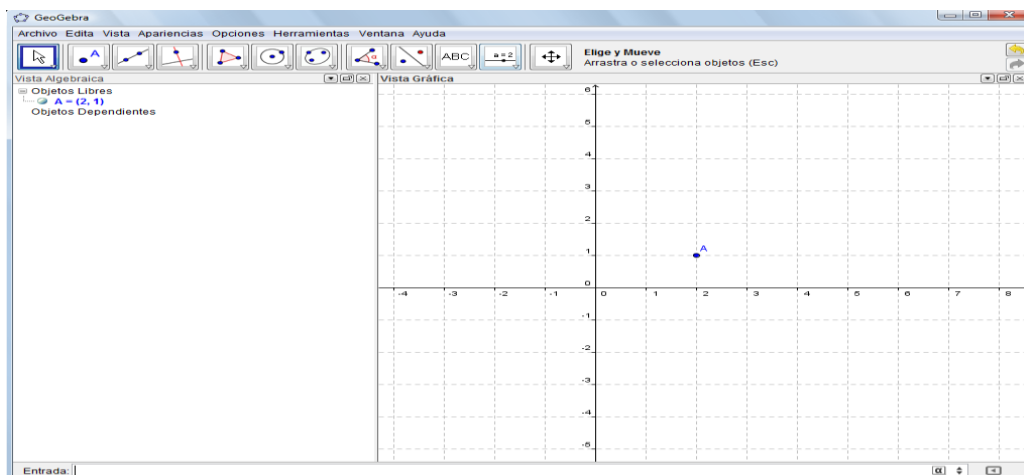 GeoGebra
Archivo Edita Vista Apariencias Opciones Herramientas Ventana Ayuda
A
ABC
a = 2
Elige y Mueve
Arrastra o selecciona objetos (Esc)
Vista Algebraica
Vista Gráfica
Objetos Libres
A = (2, 1)
Objetos Dependientes
6
5
4
3
2
1
A
0
-4 -3 -2 -1 0 1 2 3 4 5 6 7 8
-1
-2
-3
-4
-5
Entrada:
α